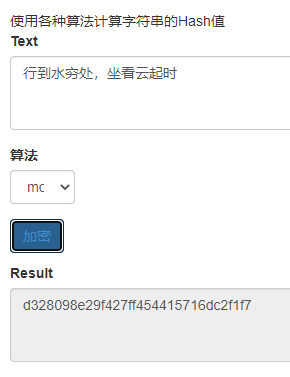 使用各种算法计算字符串的Hash值
Text
行到水穷处，坐看云起时
算法
mc
加密
Result
d328098e29f427ff454415716dc2f1f7